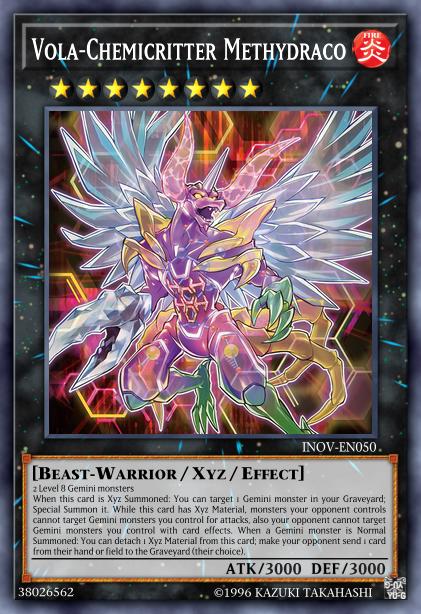 Vola-Chemicritter Methydraco
FIRE
炎
INOV-EN050
[Beast-Warrior / Xyz / Effect]
2 Level 8 Gemini monsters
When this card is Xyz Summoned: You can target 1 Gemini monster in your Graveyard;
Special Summon it. While this card has Xyz Material, monsters your opponent controls
cannot target Gemini monsters you control for attacks, also your opponent cannot target
Gemini monsters you control with card effects. When a Gemini monster is Normal
Summoned: You can detach 1 Xyz Material from this card; make your opponent send 1 card
from their hand or field to the Graveyard (their choice).
ATK/3000 DEF/3000
38026562
©1996 KAZUKI TAKAHASHI